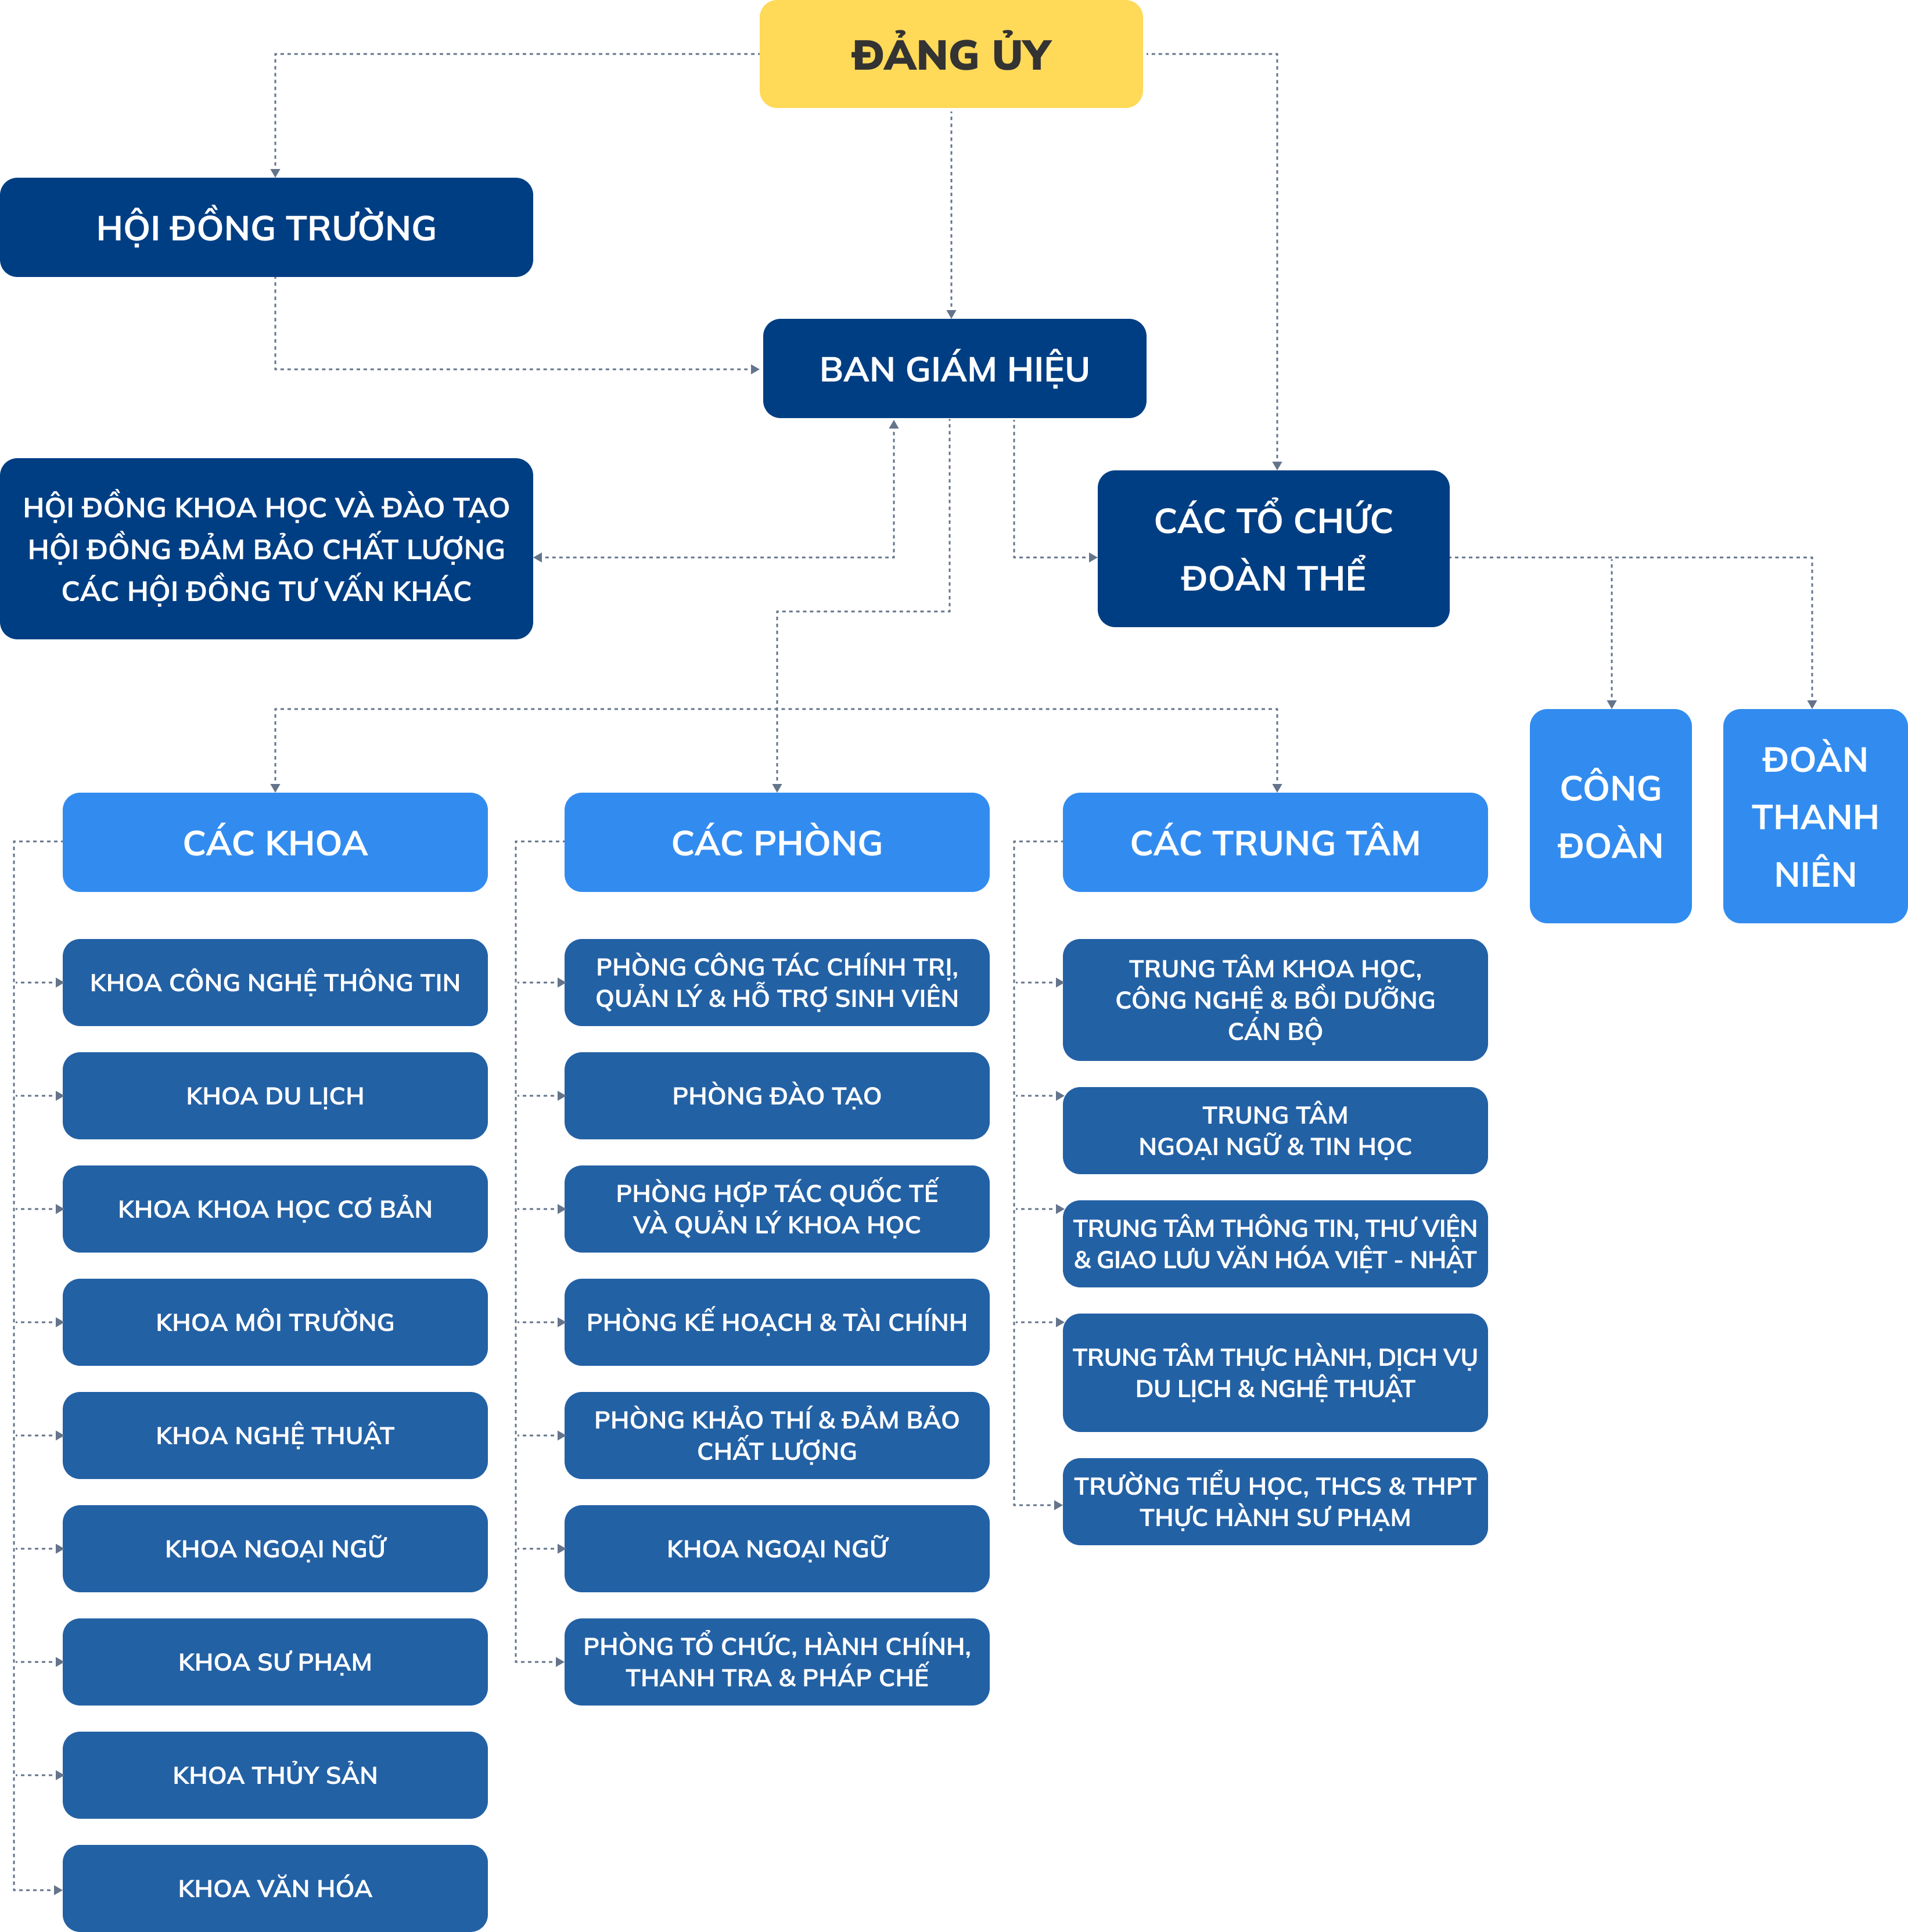 ĐẢNG ỦY
HỘI ĐỒNG TRƯỜNG
BAN GIÁM HIỆU
HỘI ĐỒNG KHOA HỌC VÀ ĐÀO TẠO
HỘI ĐỒNG ĐẢM BẢO CHẤT LƯỢNG
CÁC HỘI ĐỒNG TƯ VẤN KHÁC
CÁC TỔ CHỨC
ĐOÀN THỂ
CÔNG
ĐOÀN
ĐOÀN
THANH
NIÊN
CÁC KHOA
KHOA CÔNG NGHỆ THÔNG TIN
KHOA DU LỊCH
KHOA KHOA HỌC CƠ BẢN
KHOA MÔI TRƯỜNG
KHOA NGHỆ THUẬT
KHOA NGOẠI NGỮ
KHOA SƯ PHẠM
KHOA THỦY SẢN
KHOA VĂN HÓA
CÁC PHÒNG
PHÒNG CÔNG TÁC CHÍNH TRỊ,
QUẢN LÝ & HỖ TRỢ SINH VIÊN
PHÒNG ĐÀO TẠO
PHÒNG HỢP TÁC QUỐC TẾ
VÀ QUẢN LÝ KHOA HỌC
PHÒNG KẾ HOẠCH & TÀI CHÍNH
PHÒNG KHẢO THÍ & ĐẢM BẢO
CHẤT LƯỢNG
KHOA NGOẠI NGỮ
PHÒNG TỔ CHỨC, HÀNH CHÍNH,
THANH TRA & PHÁP CHẾ
CÁC TRUNG TÂM
TRUNG TÂM KHOA HỌC,
CÔNG NGHỆ & BỒI DƯỠNG
CÁN BỘ
TRUNG TÂM
NGOẠI NGỮ & TIN HỌC
TRUNG TÂM THÔNG TIN, THƯ VIỆN
& GIAO LƯU VĂN HÓA VIỆT - NHẬT
TRUNG TÂM THỰC HÀNH, DỊCH VỤ
DU LỊCH & NGHỆ THUẬT
TRƯỜNG TIỂU HỌC, THCS & THPT
THỰC HÀNH SƯ PHẠM